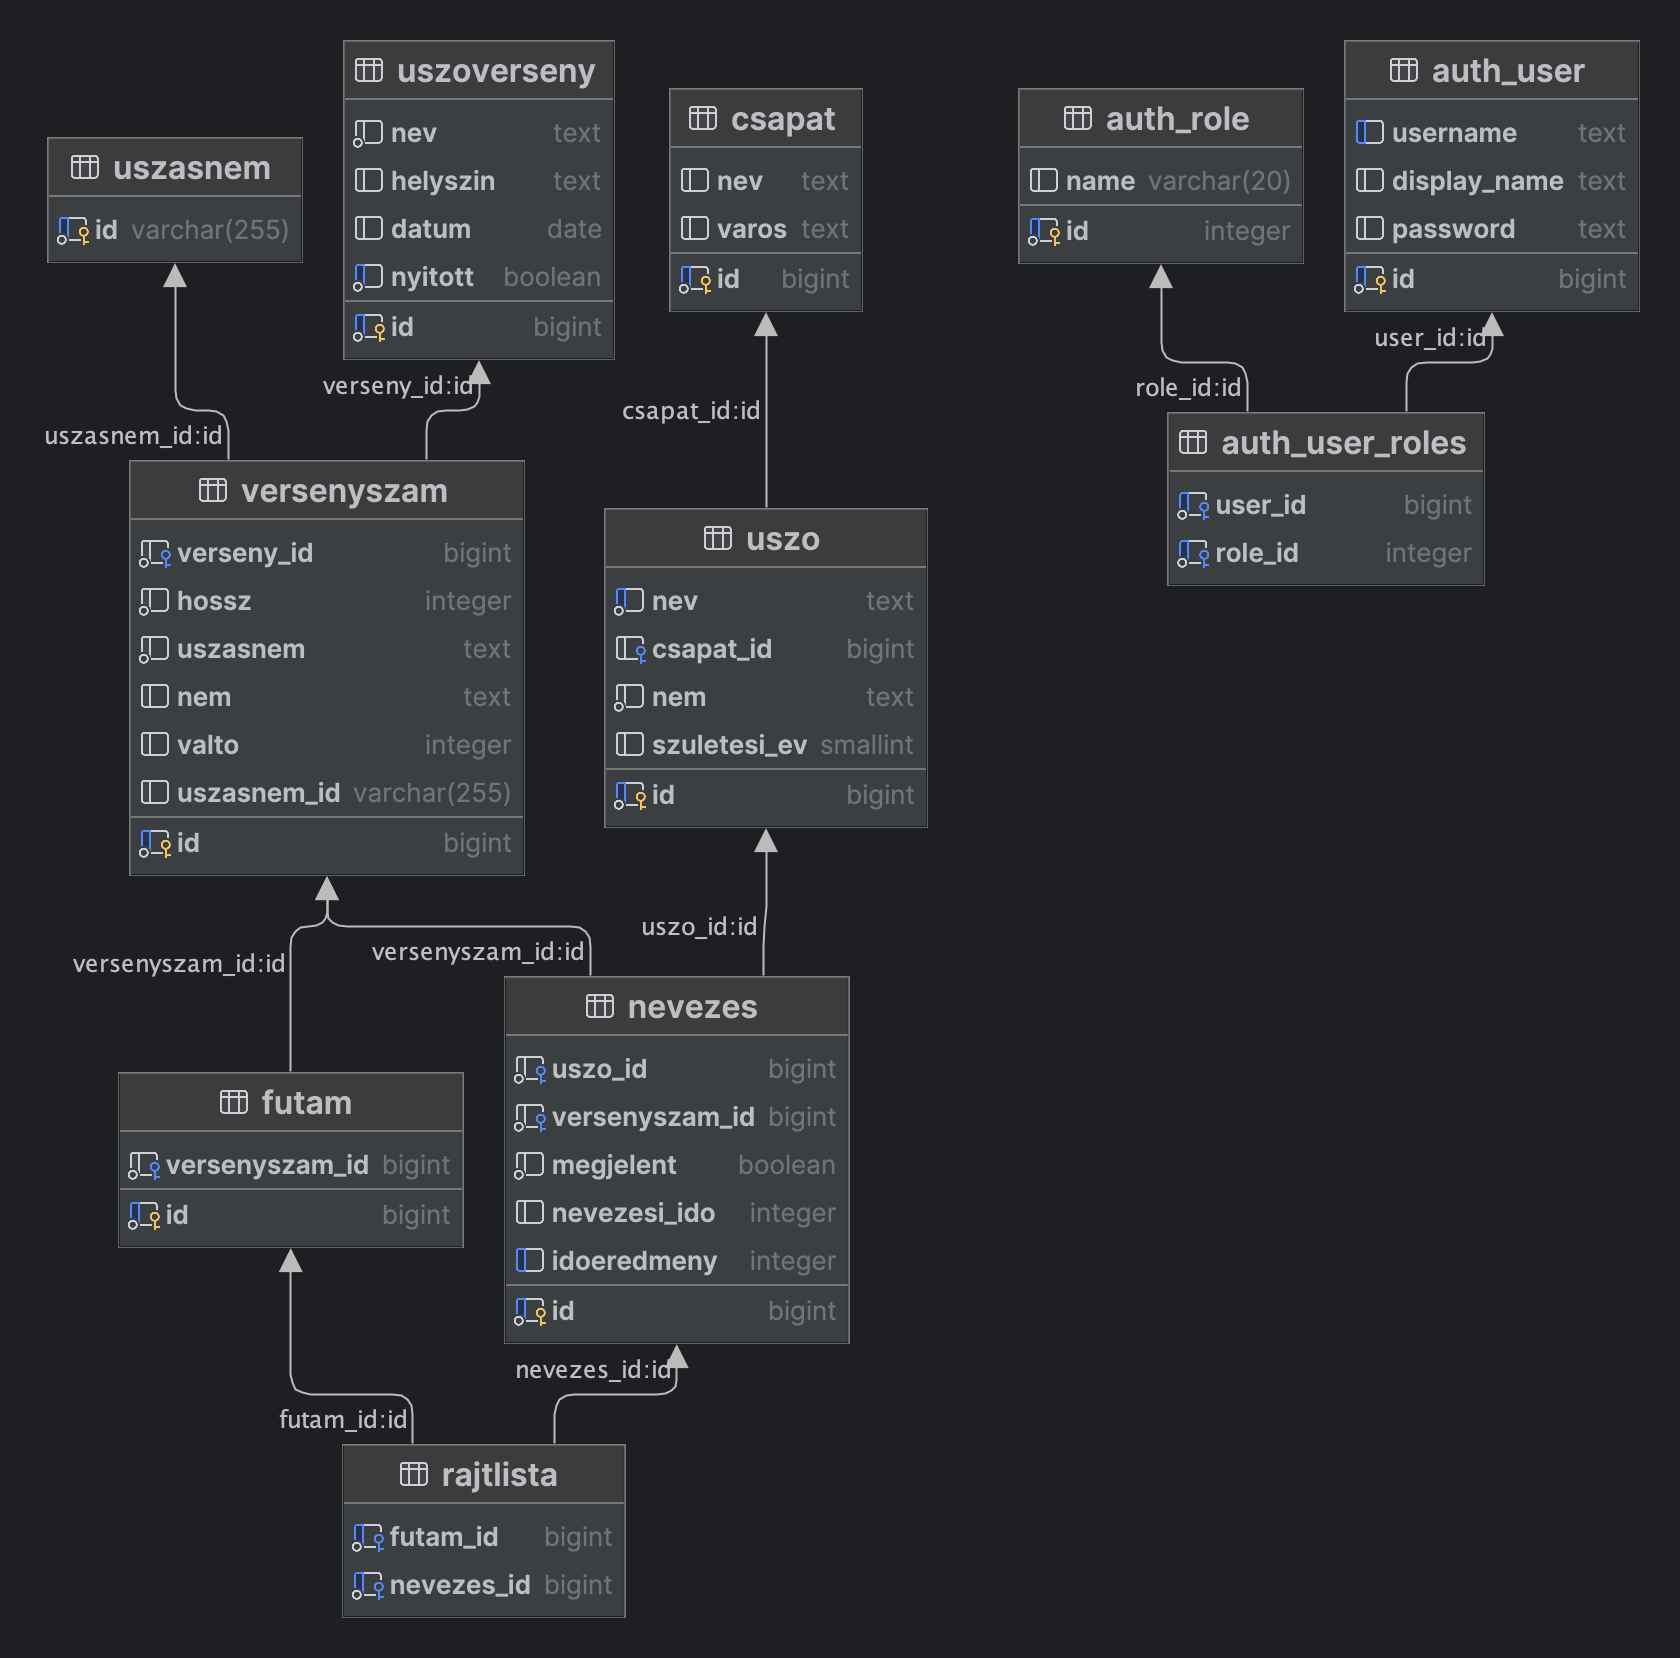 uszoverseny
nev text
helyszin text
datum date
nyitott boolean
id bigint
auth_user
username text
display_name text
password text
id bigint
csapat
nev text
varos text
id bigint
auth_role
name varchar(20)
id integer
uszasnem
id varchar(255)
user_id:id
verseny_id:id
role_id:id
csapat_id:id
uszasnem_id:id
auth_user_roles
user_id bigint
role_id integer
versenyszam
verseny_id bigint
hossz integer
uszasnem text
nem text
valto integer
uszasnem_id varchar(255)
id bigint
uszo
nev text
csapat_id bigint
nem text
szuletesi_ev smallint
id bigint
uszo_id:id
versenyszam_id:id
versenyszam_id:id
nevezes
uszo_id bigint
versenyszam_id bigint
megjelent boolean
nevezesi_ido integer
idoeredmeny integer
id bigint
futam
versenyszam_id bigint
id bigint
nevezes_id:id
futam_id:id
rajtlista
futam_id bigint
nevezes_id bigint